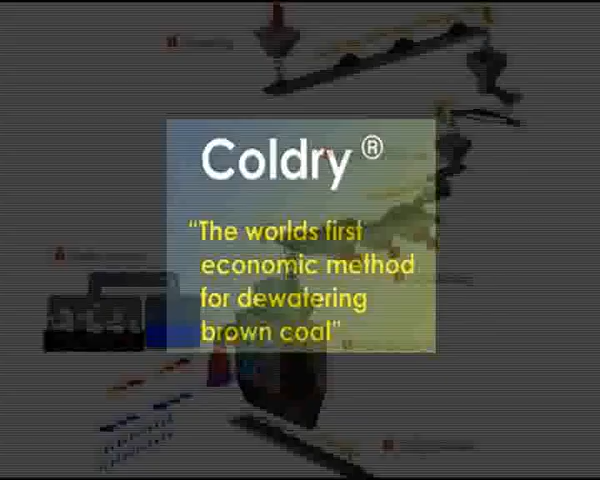 Coldry ®
“The worlds first
economic method
for dewatering
brown coal”